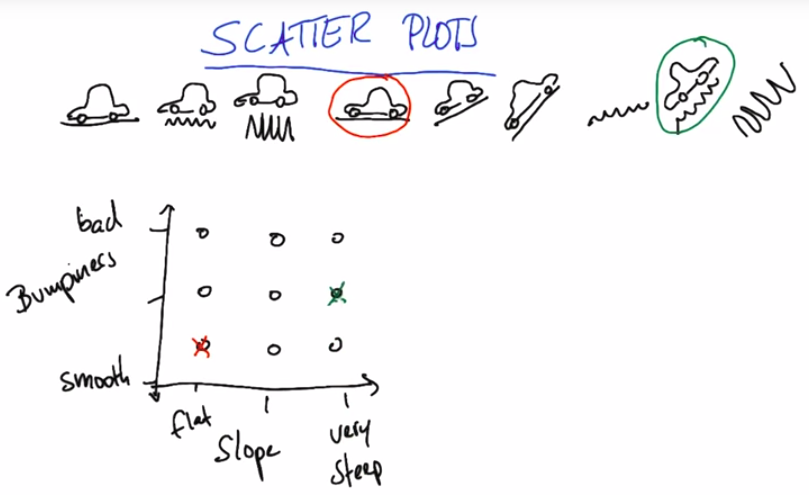 SCATTER PLOTS
bad
Bumpiness
smooth
flat
Slope
very
steep